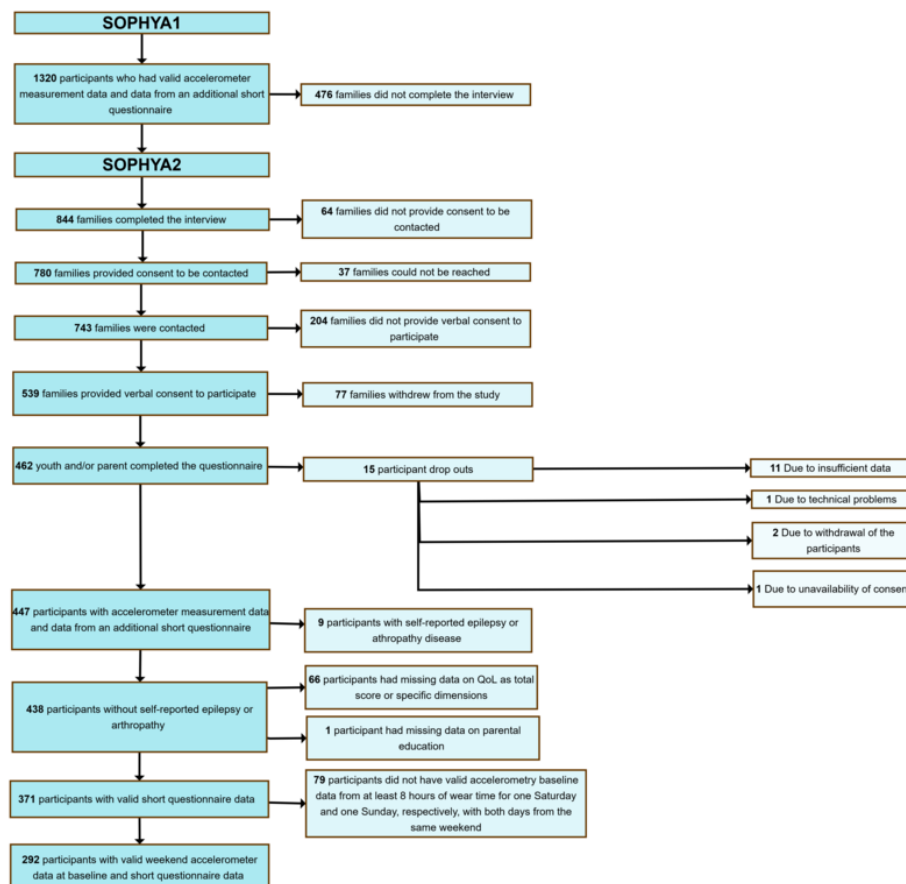 SOPHYA1
1320 participants who had valid accelerometer
measurement data and data from an additional short
questionnaire
476 families did not complete the interview
SOPHYA2
844 families completed the interview
64 families did not provide consent to be
contacted
780 families provided consent to be contacted
37 families could not be reached
743 families were contacted
204 families did not provide verbal consent to
participate
539 families provided verbal consent to participate
77 families withdrew from the study
462 youth and/or parent completed the questionnaire
15 participant drop outs
11 Due to insufficient data
1 Due to technical problems
2 Due to withdrawal of the
participants
1 Due to unavailability of consent
447 participants with accelerometer measurement data
and data from an additional short questionnaire
9 participants with self-reported epilepsy or
athropathy disease
438 participants without self-reported epilepsy or
arthropathy
66 participants had missing data on QoL as total
score or specific dimensions
1 participant had missing data on parental
education
371 participants with valid short questionnaire data
79 participants did not have valid accelerometry baseline
data from at least 8 hours of wear time for one Saturday
and one Sunday, respectively, with both days from the
same weekend
292 participants with valid weekend accelerometer
data at baseline and short questionnaire data